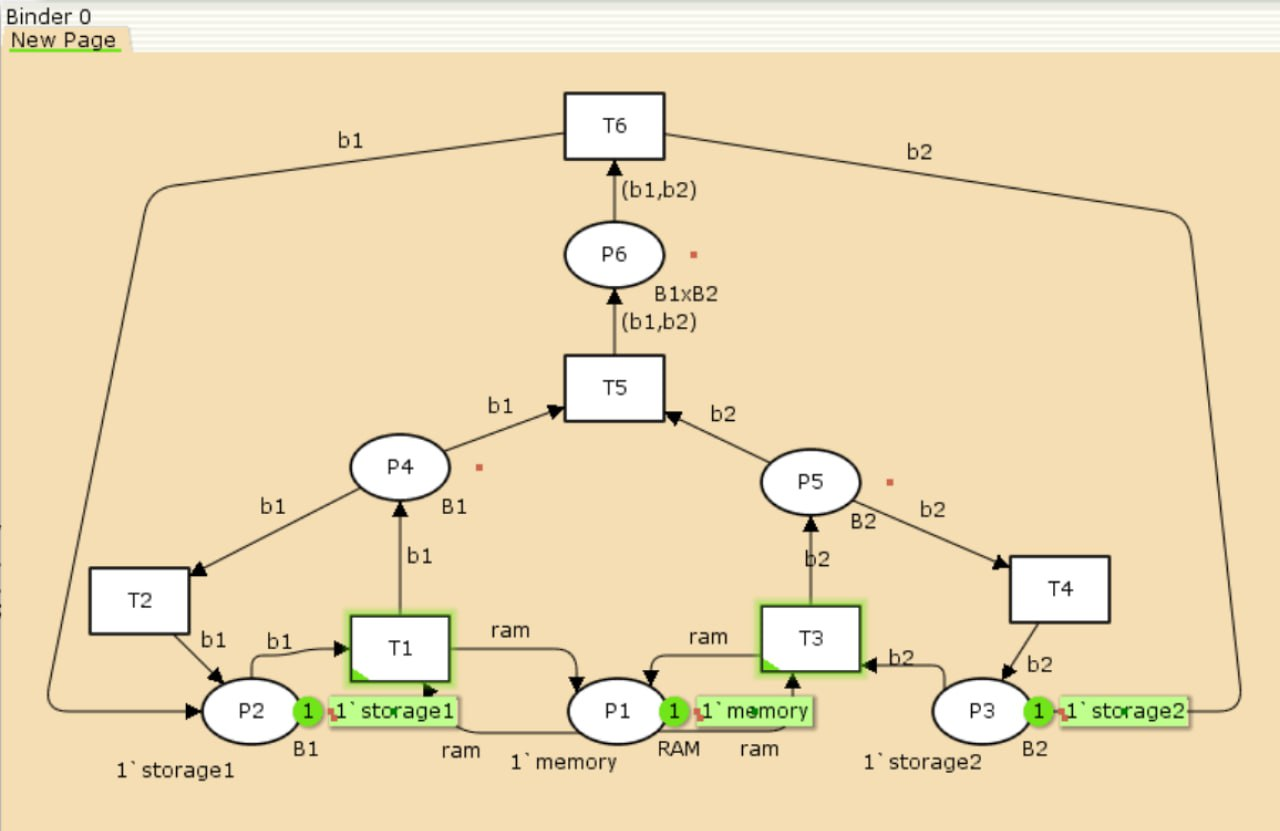 Binder 0
New Page
T6
b1
b2
(b1,b2)
P6
B1xB2
(b1,b2)
T5
b1
b2
P4
B1
P5
B2
b1
b2
b1
b2
T2
T4
T1
T3
b1
b1
ram
ram
b2
b2
P2
1
1`storage1
P1
1
1`memory
P3
1
1`storage2
B1
ram
RAM
ram
B2
1`storage1
1`memory
1`storage2